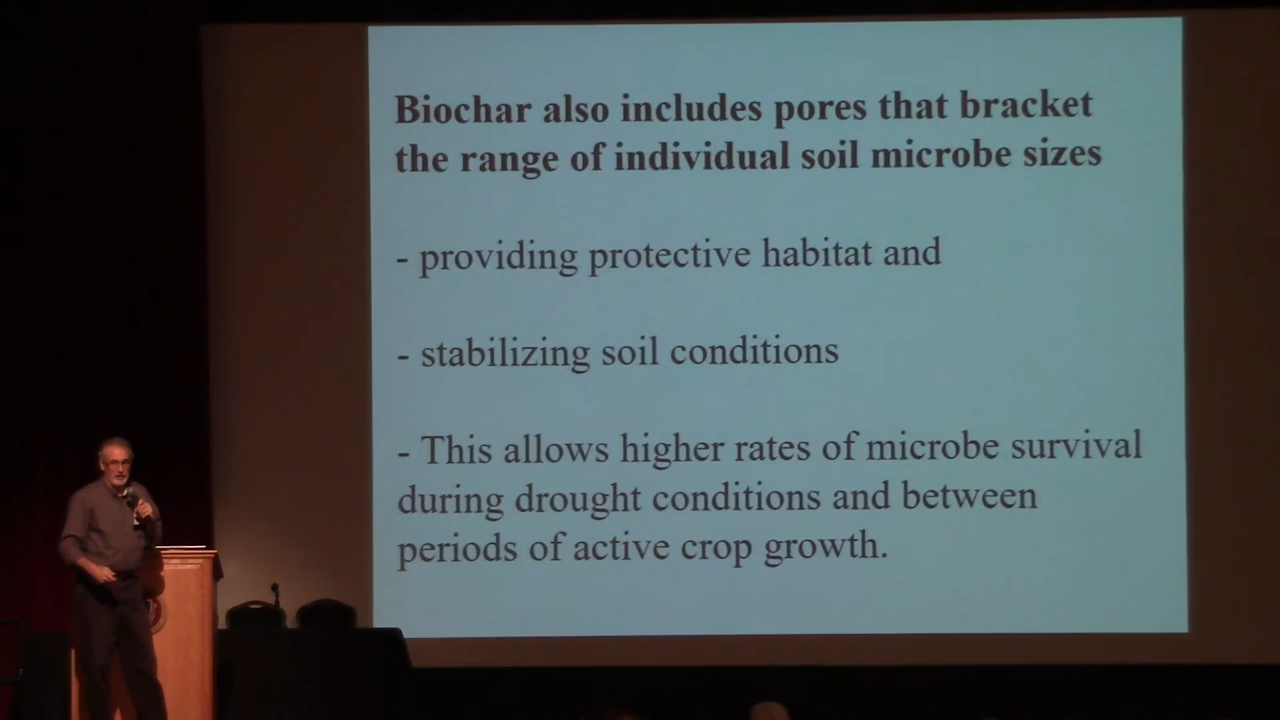 Biochar also includes pores that bracket
the range of individual soil microbe sizes
- providing protective habitat and
- stabilizing soil conditions
- This allows higher rates of microbe survival
during drought conditions and between
periods of active crop growth.